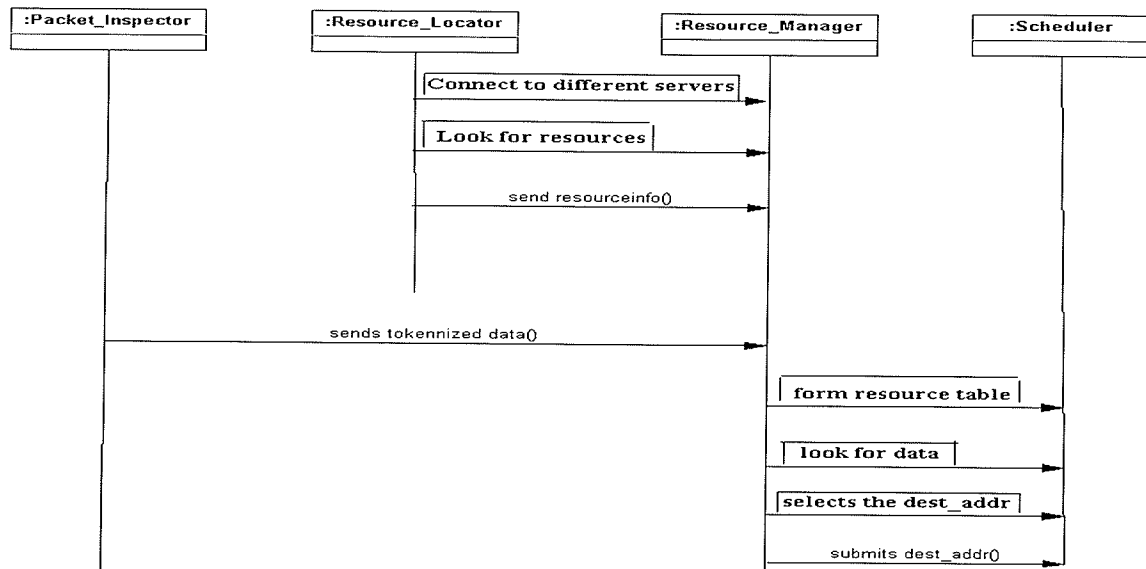 :Packet_Inspector
:Resource_Locator
:Resource_Manager
:Scheduler
Connect to different servers
Look for resources
send resourceinfo()
sends tokennized data()
form resource table
look for data
selects the dest_addr
submits dest_addr()